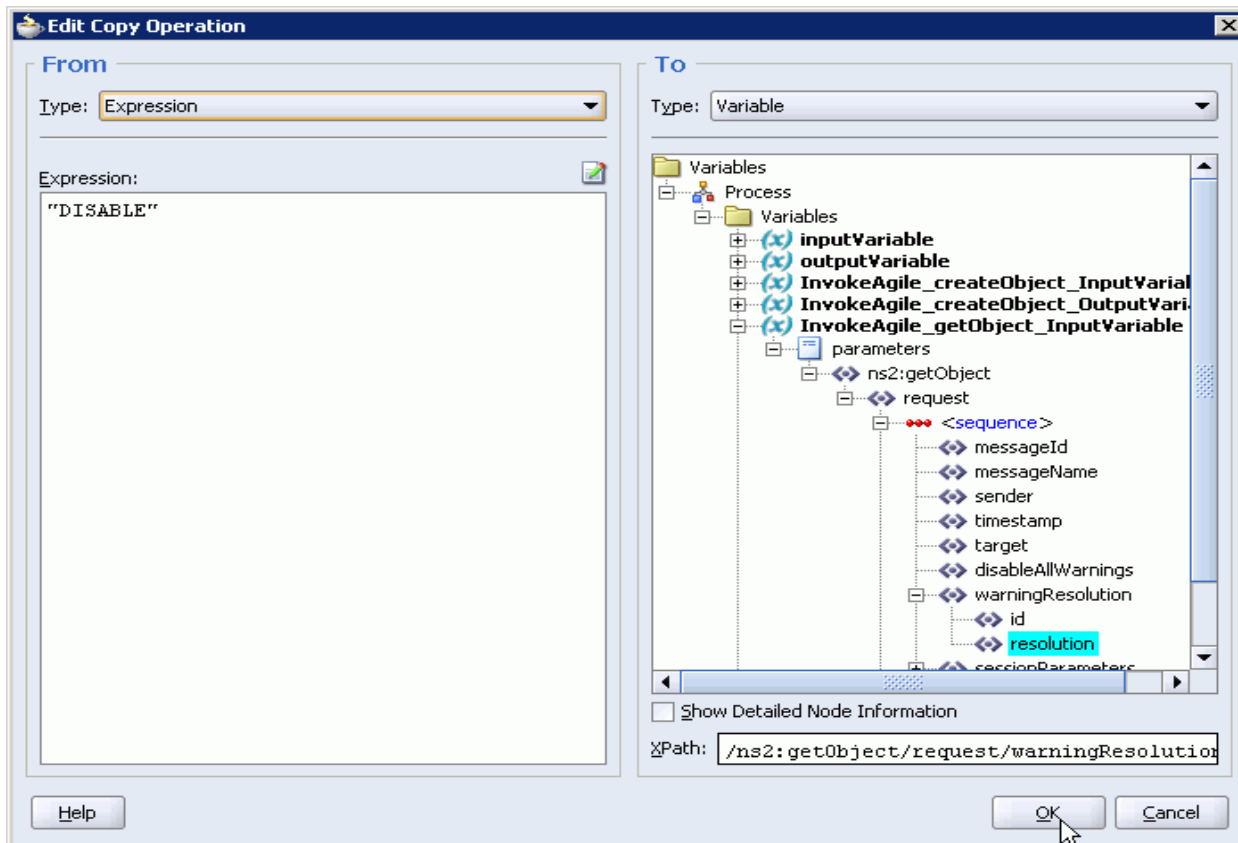 Edit Copy Operation
From
Type: Expression
Expression:
"DISABLE"
To
Type: Variable
Variables
Process
Variables
inputVariable
outputVariable
InvokeAgile_createObject_InputVarial
InvokeAgile_createObject_OutputVari
InvokeAgile_getObject_InputVariable
parameters
ns2:getObject
request
<sequence>
messageId
messageName
sender
timestamp
target
disableAllWarnings
warningResolution
id
resolution
sessionParameters
Show Detailed Node Information
XPath: /ns2:getObject/request/warningResolution
Help
OK
Cancel